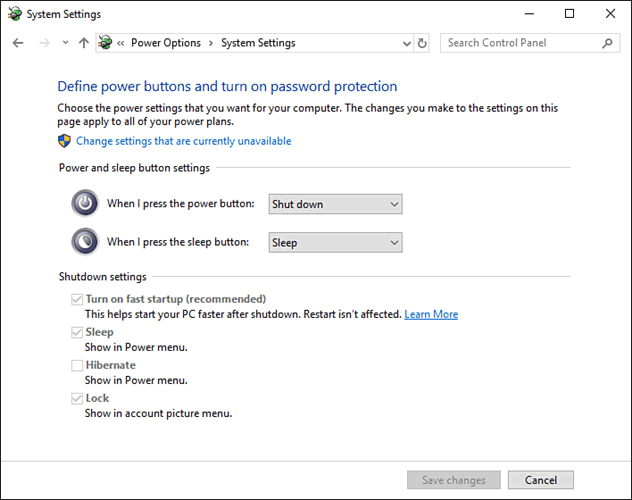 System Settings
« Power Options > System Settings
Search Control Panel
Define power buttons and turn on password protection
Choose the power settings that you want for your computer. The changes you make to the settings on this
page apply to all of your power plans.
Change settings that are currently unavailable
Power and sleep button settings
When I press the power button: Shut down
When I press the sleep button: Sleep
Shutdown settings
Turn on fast startup (recommended)
This helps start your PC faster after shutdown. Restart isn't affected. Learn More
Sleep
Show in Power menu.
Hibernate
Show in Power menu.
Lock
Show in account picture menu.
Save changes Cancel